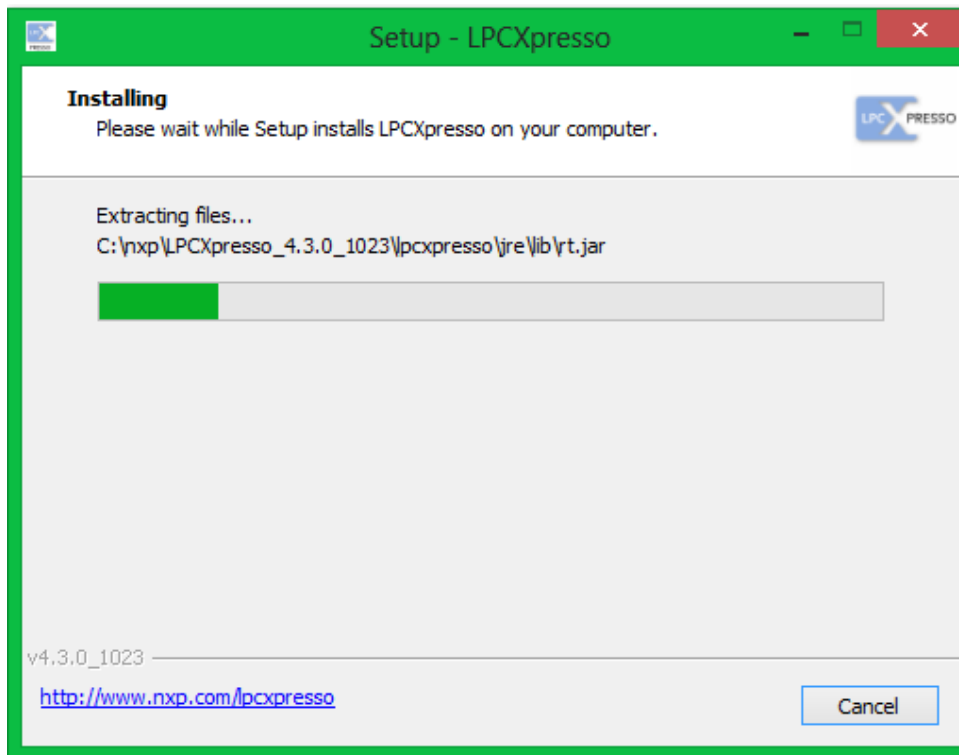 Setup - LPCXpresso
Installing
Please wait while Setup installs LPCXpresso on your computer.
LPC XPRESSO
Extracting files...
C:\nxp\LPCXpresso_4.3.0_1023\lpcxpresso\jre\lib\rt.jar
v4.3.0_1023
http://www.nxp.com/lpcxpresso
Cancel